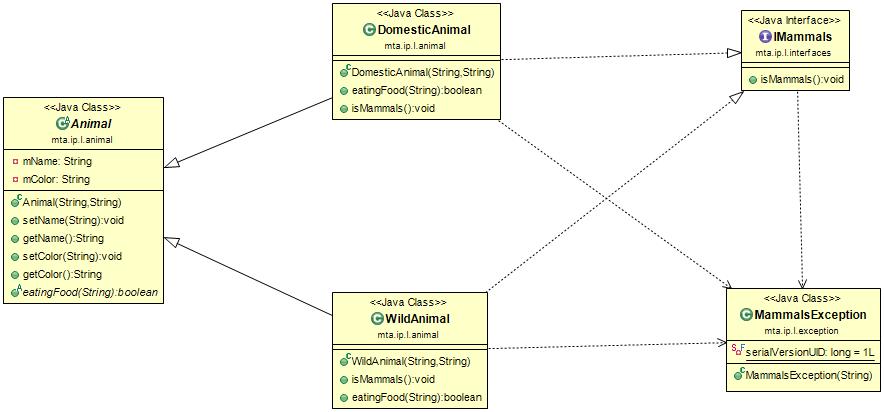 <<Java Class>>
Animal
mta.ip.l.animal
mName: String
mColor: String
Animal(String,String)
setName(String):void
getName():String
setColor(String):void
getColor():String
eatingFood(String):boolean
<<Java Class>>
DomesticAnimal
mta.ip.l.animal
DomesticAnimal(String,String)
eatingFood(String):boolean
isMammals():void
<<Java Class>>
WildAnimal
mta.ip.l.animal
WildAnimal(String,String)
isMammals():void
eatingFood(String):boolean
<<Java Interface>>
IMammals
mta.ip.l.interfaces
isMammals():void
<<Java Class>>
MammalsException
mta.ip.l.exception
serialVersionUID: long = 1L
MammalsException(String)